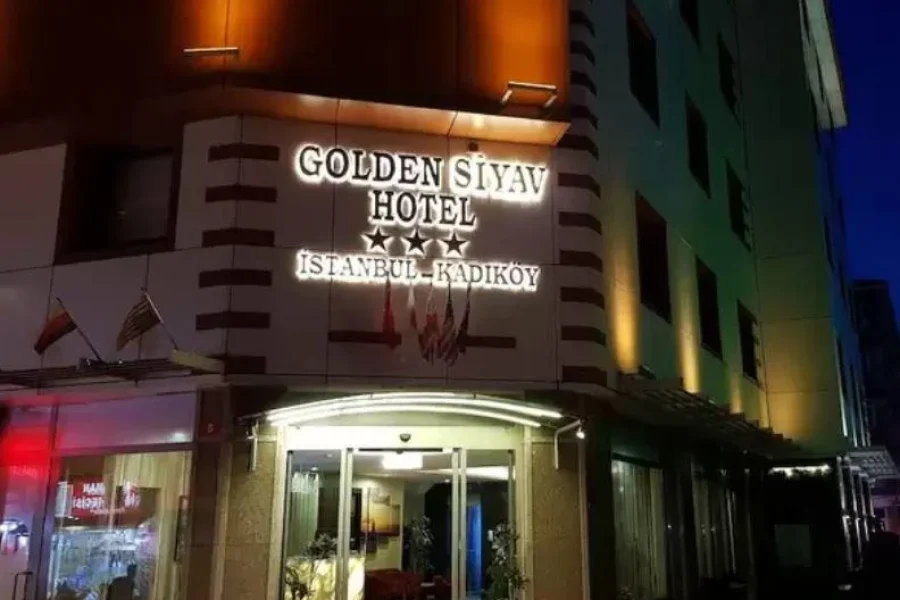 GOLDEN SİYAV
HOTEL
İSTANBUL - KADIKÖY